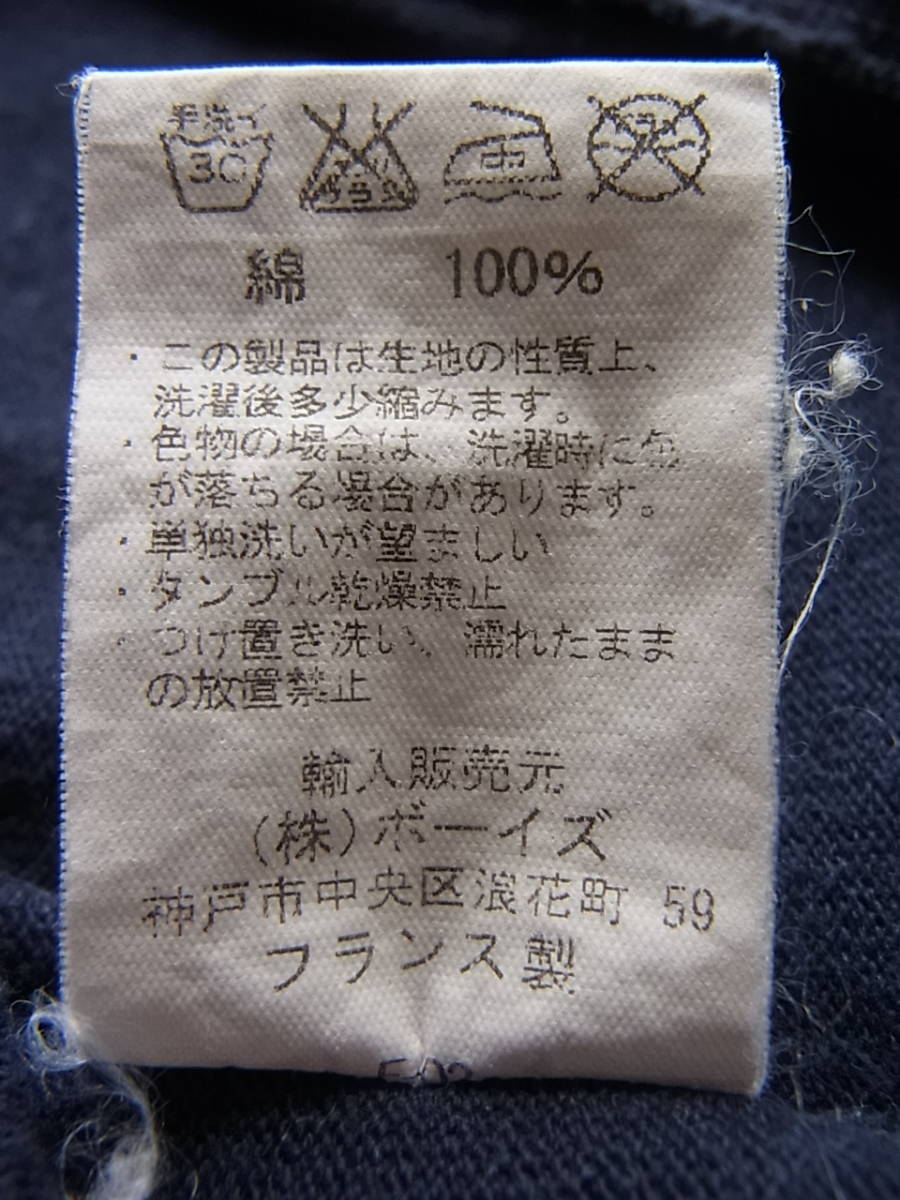 手洗イ
30
中
綿 100%
・この製品は生地の性質上、
洗濯後多少縮みます。
・色物の場合は、洗濯時に色
が落ちる場合があります。
・単独洗いが望ましい
・タンブル乾燥禁止
・つけ置き洗い、濡れたまま
の放置禁止
輸入販売元
(株)ボーイズ
神戸市中央区浪花町 59
フランス製